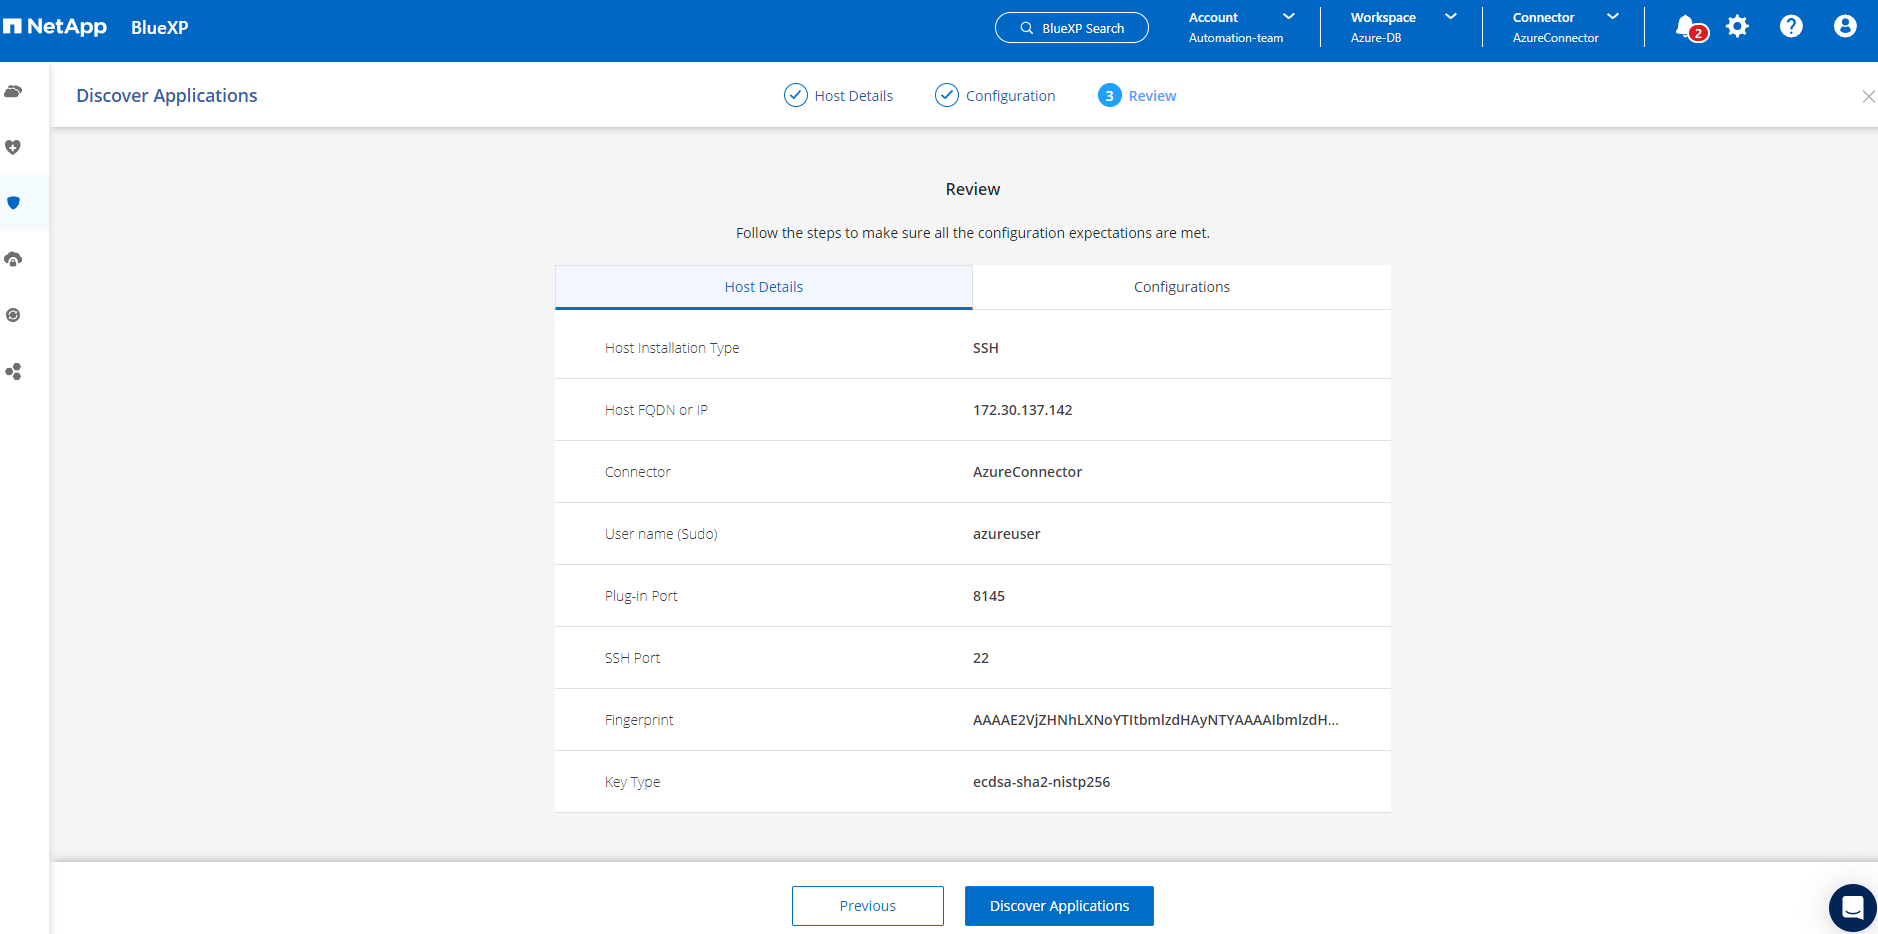 NetApp BlueXP
BlueXP Search
Account
Automation-team
Workspace
Azure-DB
Connector
AzureConnector
2
Discover Applications
Host Details
Configuration
3 Review
Review
Follow the steps to make sure all the configuration expectations are met.
Host Details Configurations
Host Installation Type SSH
Host FQDN or IP 172.30.137.142
Connector AzureConnector
User name (Sudo) azureuser
Plug-in Port 8145
SSH Port 22
Fingerprint AAAAE2VjZHNhLXNoYTItbmlzdHAyNTYAAAAIbmlzdH...
Key Type ecdsa-sha2-nistp256
Previous Discover Applications